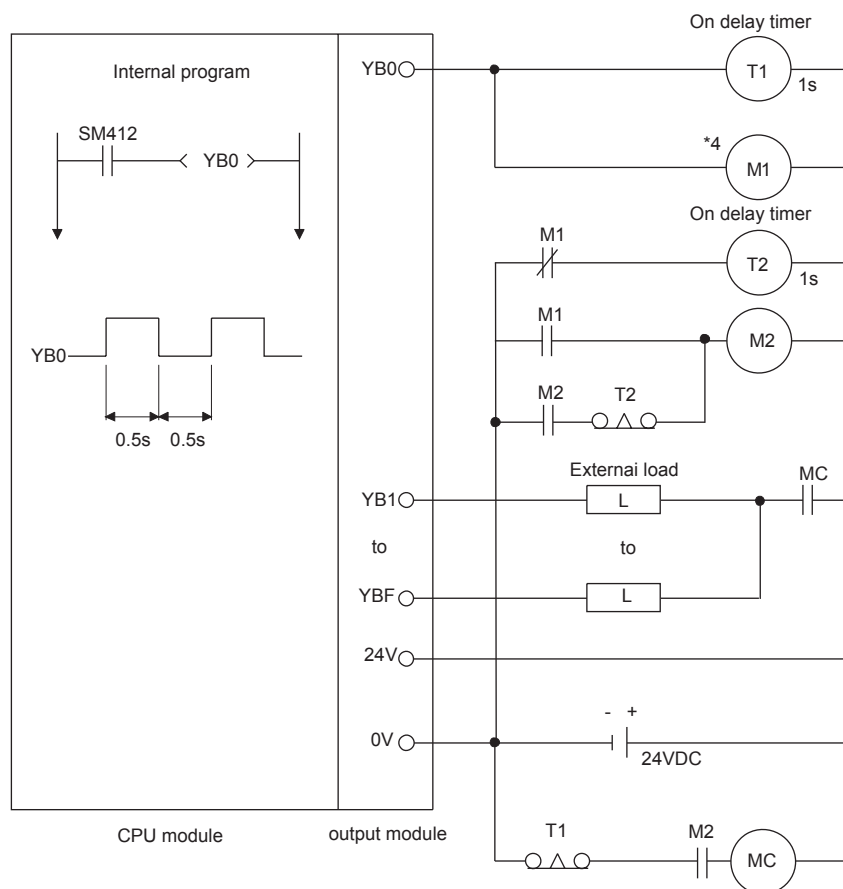 On delay timer
YB0
T1
1s
Internal program
SM412
YB0
*4
M1
On delay timer
M1
T2
1s
M1
M2
YB0
M2
T2
0.5s
0.5s
Externai load
MC
YB1
L
to
to
YBF
L
24V
- +
0V
24VDC
CPU module
output module
T1
M2
MC